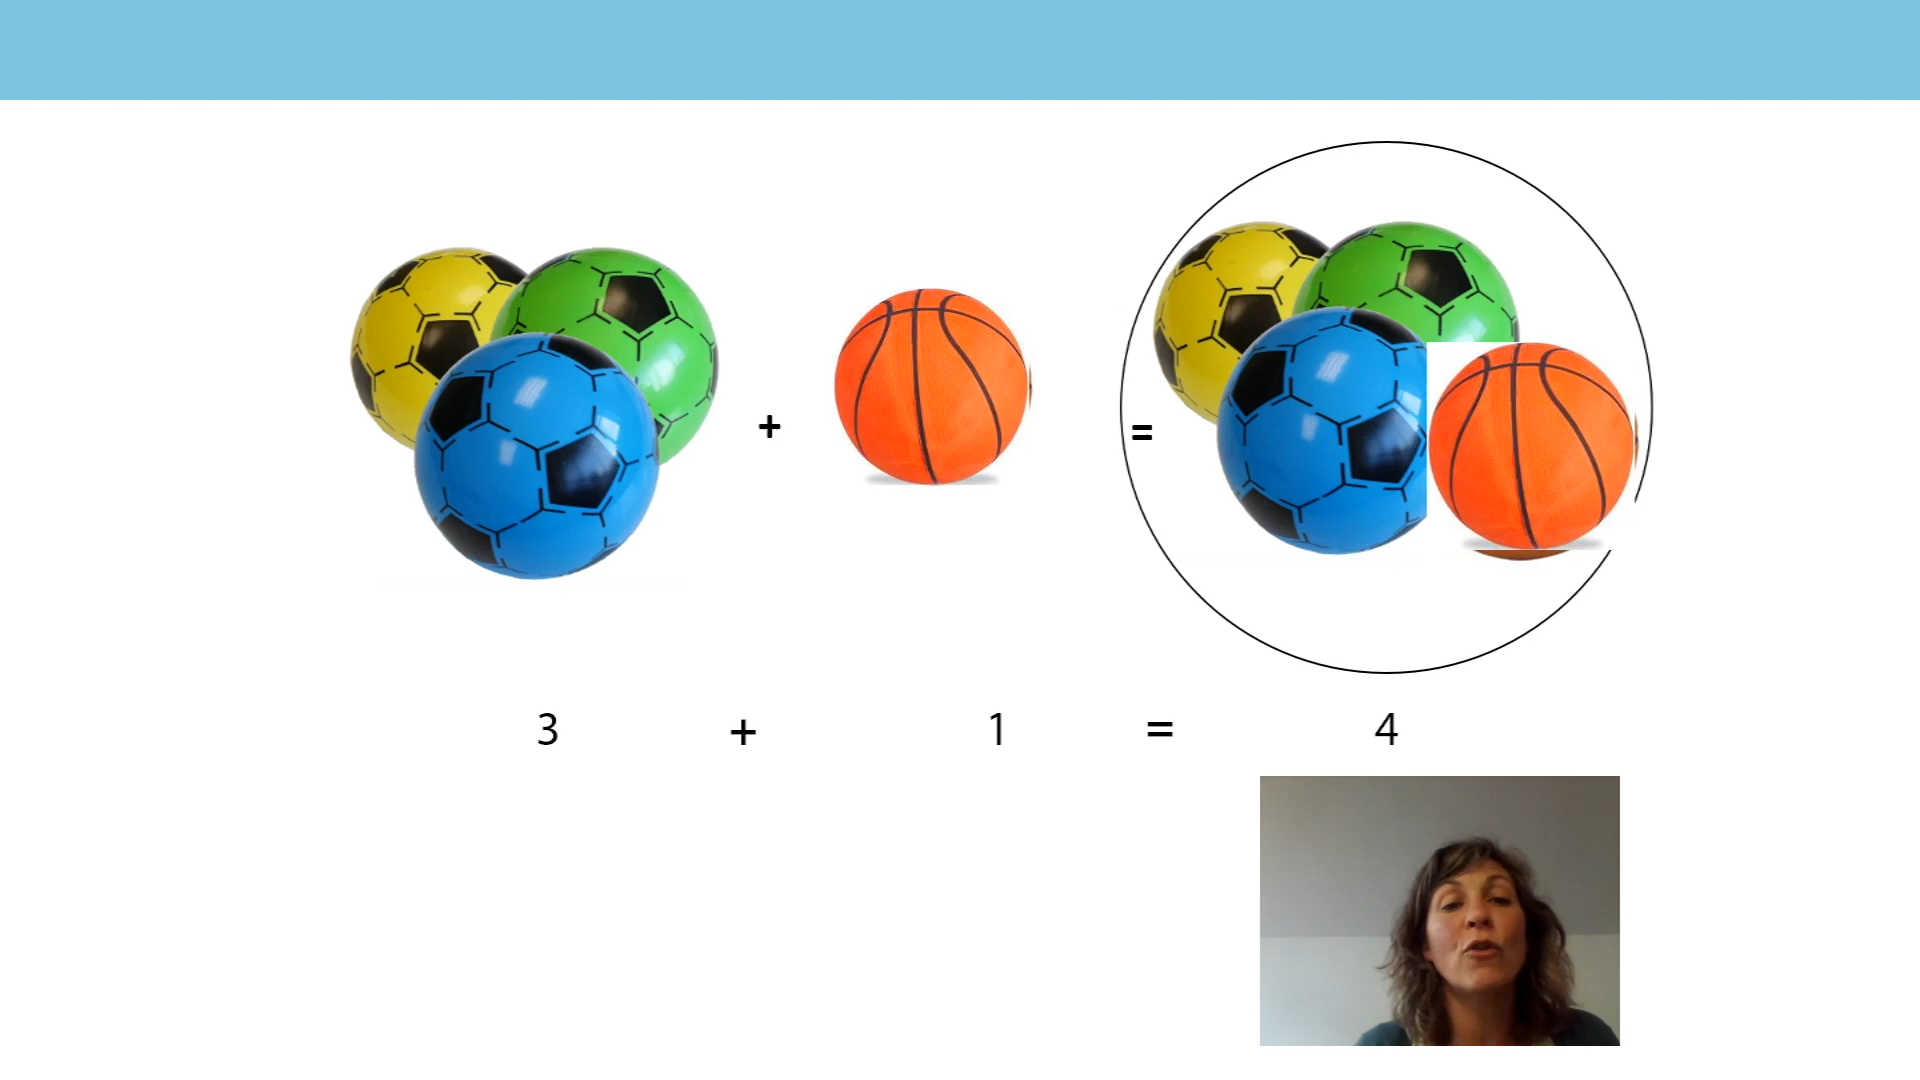 + =
3 + 1 = 4